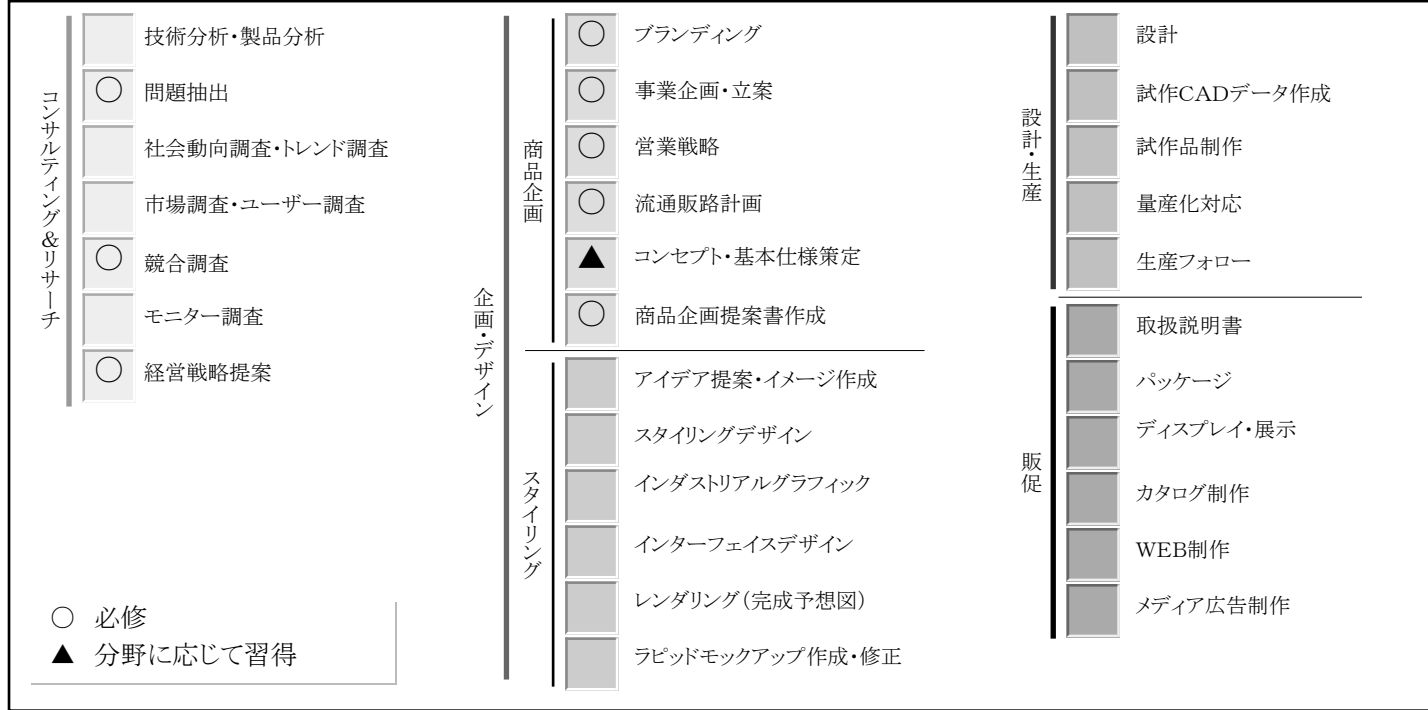 コンサルティング&リサーチ
技術分析・製品分析
○ 問題抽出
社会動向調査・トレンド調査
市場調査・ユーザー調査
○ 競合調査
モニター調査
○ 経営戦略提案
企画・デザイン
商品企画
○ ブランディング
○ 事業企画・立案
○ 営業戦略
○ 流通販路計画
▲ コンセプト・基本仕様策定
○ 商品企画提案書作成
スタイリング
アイデア提案・イメージ作成
スタイリングデザイン
インダストリアルグラフィック
インターフェイスデザイン
レンダリング(完成予想図)
ラピッドモックアップ作成・修正
設計・生産
設計
試作CADデータ作成
試作品制作
量産化対応
生産フォロー
販促
取扱説明書
パッケージ
ディスプレイ・展示
カタログ制作
WEB制作
メディア広告制作
○ 必修
▲ 分野に応じて習得